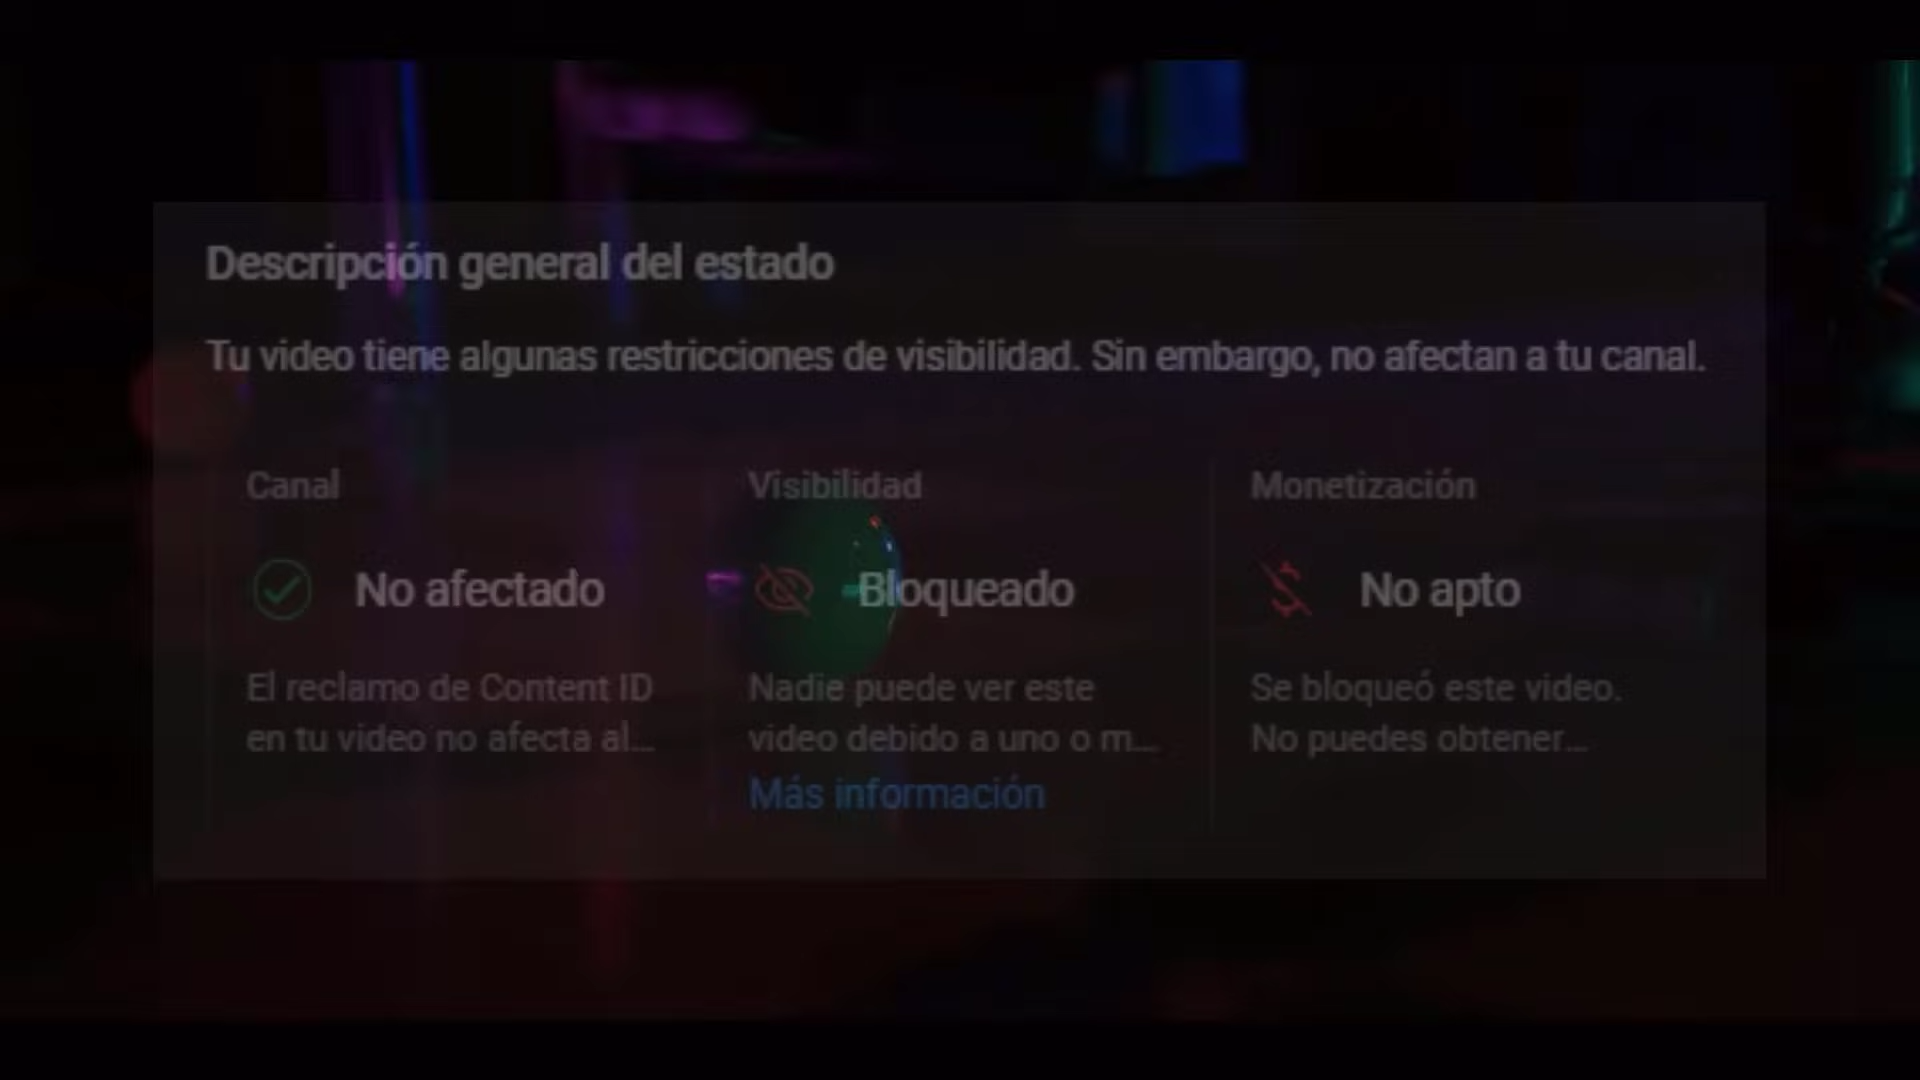 Descripción general del estado
Tu video tiene algunas restricciones de visibilidad. Sin embargo, no afectan a tu canal.
Canal
No afectado
El reclamo de Content ID
en tu video no afecta al...
Visibilidad
Bloqueado
Nadie puede ver este
video debido a uno o m...
Más información
Monetización
No apto
Se bloqueó este video.
No puedes obtener...